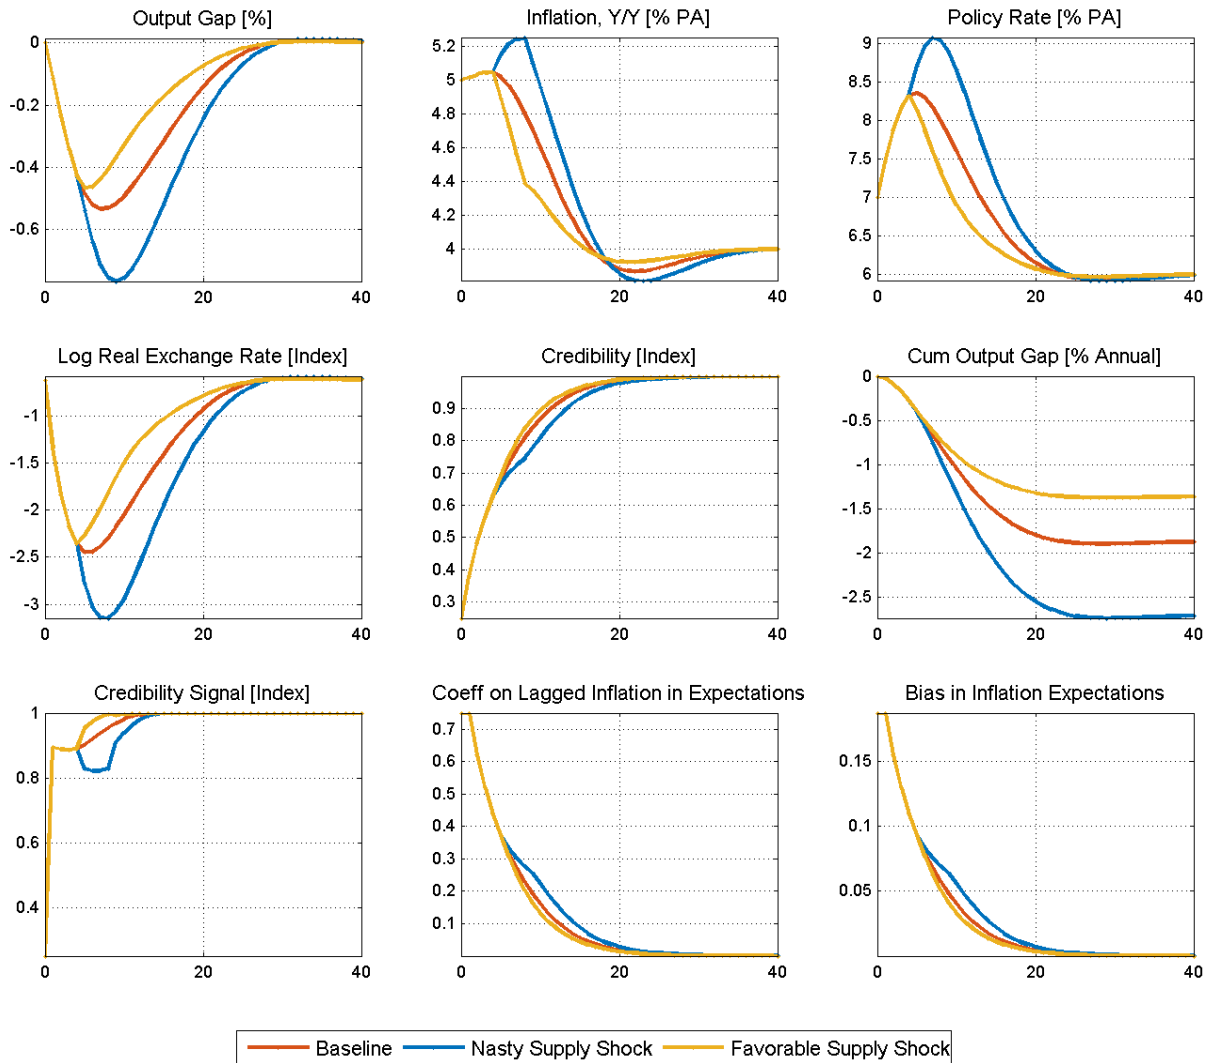 Output Gap [%]
0
-0.2
-0.4
-0.6
0 20 40
Inflation, Y/Y [% PA]
5.25
5
4.8
4.6
4.4
4.2
4
0 20 40
Policy Rate [% PA]
9
8.5
8
7.5
7
6.5
6
0 20 40
Log Real Exchange Rate [Index]
-1
-1.5
-2
-2.5
-3
0 20 40
Credibility [Index]
0.9
0.8
0.7
0.6
0.5
0.4
0.3
0 20 40
Cum Output Gap [% Annual]
0
-0.5
-1
-1.5
-2
-2.5
0 20 40
Credibility Signal [Index]
1
0.8
0.6
0.4
0 20 40
Coeff on Lagged Inflation in Expectations
0.7
0.6
0.5
0.4
0.3
0.2
0.1
0 20 40
Bias in Inflation Expectations
0.15
0.1
0.05
0 20 40
Baseline Nasty Supply Shock Favorable Supply Shock